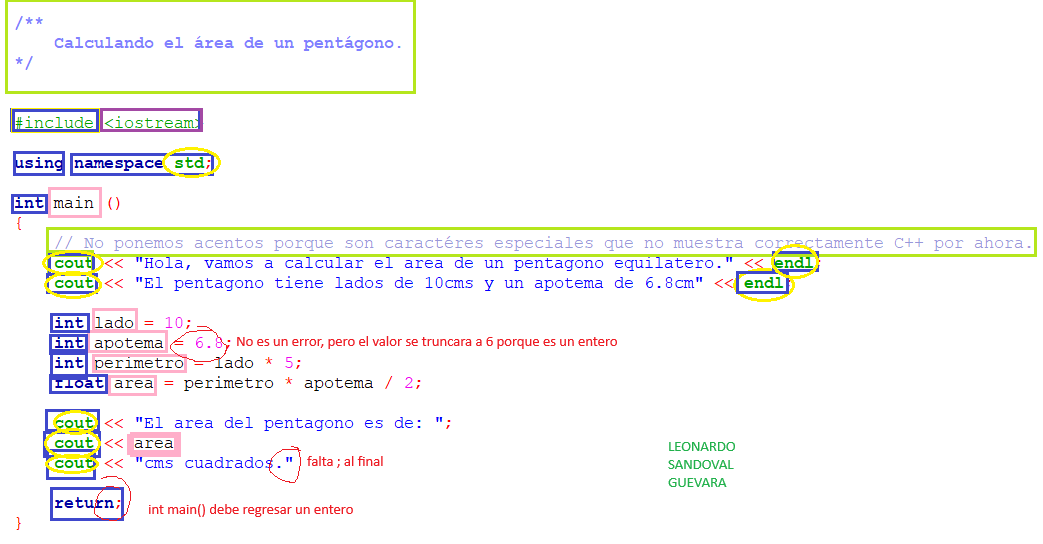 /**
Calculando el área de un pentágono.
*/
#include <iostream>
using namespace std;
int main ()
{
// No ponemos acentos porque son caractéres especiales que no muestra correctamente C++ por ahora.
cout << "Hola, vamos a calcular el area de un pentagono equilatero." << endl;
cout << "El pentagono tiene lados de 10cms y un apotema de 6.8cm" << endl;
int lado = 10;
int apotema = 6.8; No es un error, pero el valor se truncara a 6 porque es un entero
int perimetro = lado * 5;
float area = perimetro * apotema / 2;
cout << "El area del pentagono es de: ";
cout << area
cout << "cms cuadrados." falta ; al final
return;
int main() debe regresar un entero
}
LEONARDO
SANDOVAL
GUEVARA